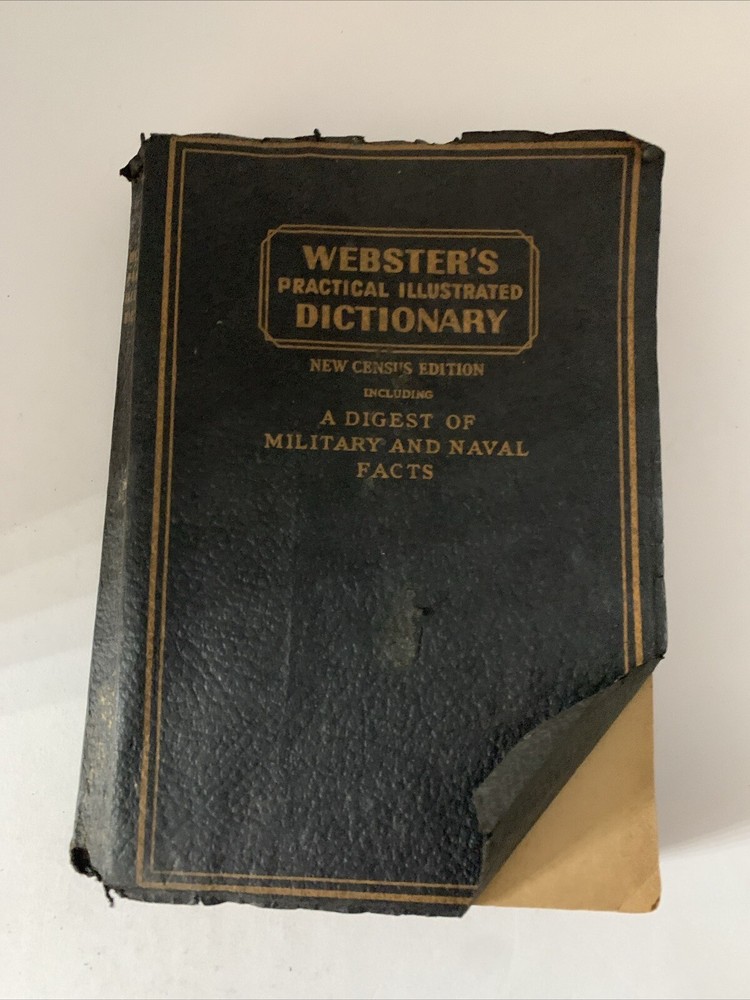 WEBSTER'S
PRACTICAL ILLUSTRATED
DICTIONARY
NEW CENSUS EDITION
INCLUDING
A DIGEST OF
MILITARY AND NAVAL
FACTS